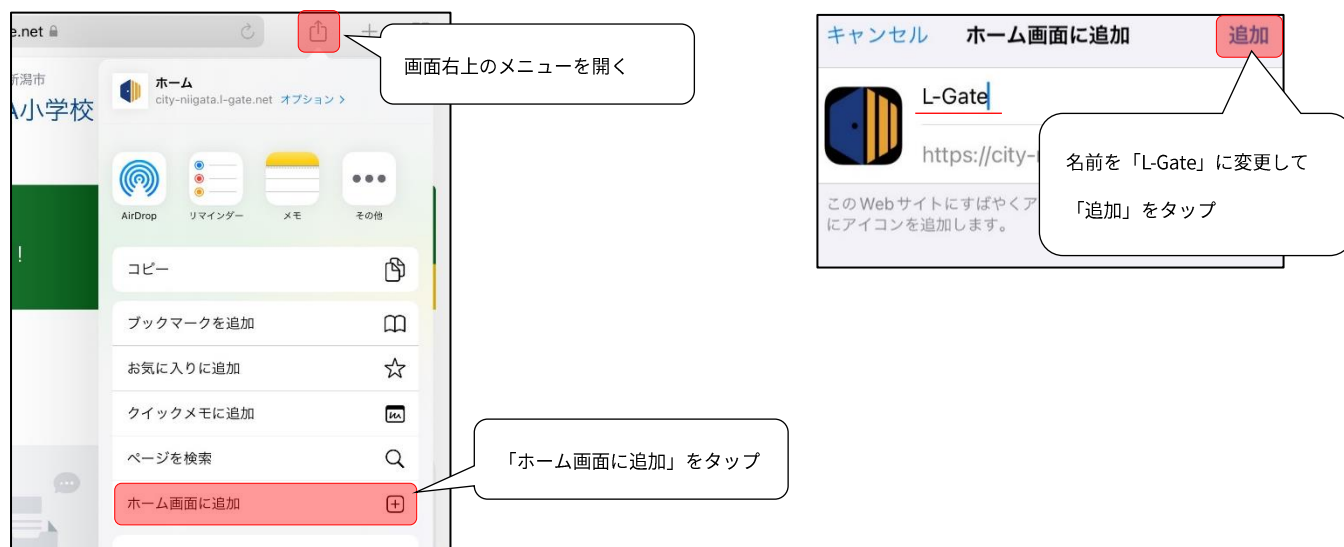 e.net
新潟市
A小学校
!
ホーム
city-niigata.l-gate.net オプション >
AirDrop
リマインダー
メモ
その他
コピー
ブックマークを追加
お気に入りに追加
クイックメモに追加
ページを検索
ホーム画面に追加
画面右上のメニューを開く
「ホーム画面に追加」をタップ
キャンセル
ホーム画面に追加
追加
L-Gate
https://city-
このWebサイトにすばやくア
にアイコンを追加します。
名前を「L-Gate」に変更して
「追加」をタップ